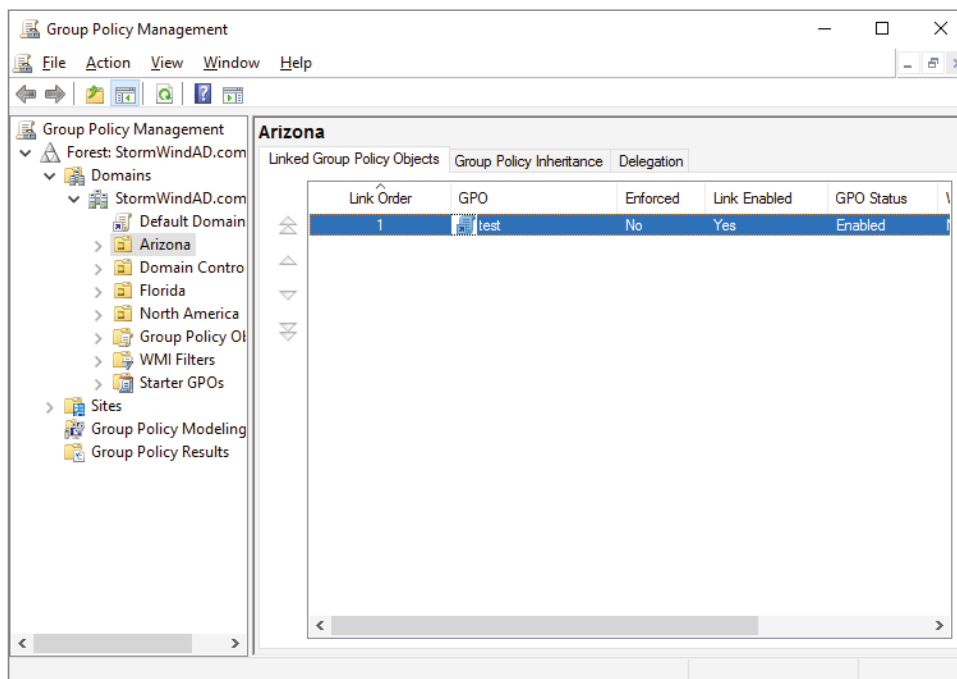 Group Policy Management
File Action View Window Help
Group Policy Management
Forest: StormWindAD.com
Domains
StormWindAD.com
Default Domain
Arizona
Domain Contro
Florida
North America
Group Policy Ob
WMI Filters
Starter GPOs
Sites
Group Policy Modeling
Group Policy Results
Arizona
Linked Group Policy Objects Group Policy Inheritance Delegation
Link Order GPO Enforced Link Enabled GPO Status
1 test No Yes Enabled